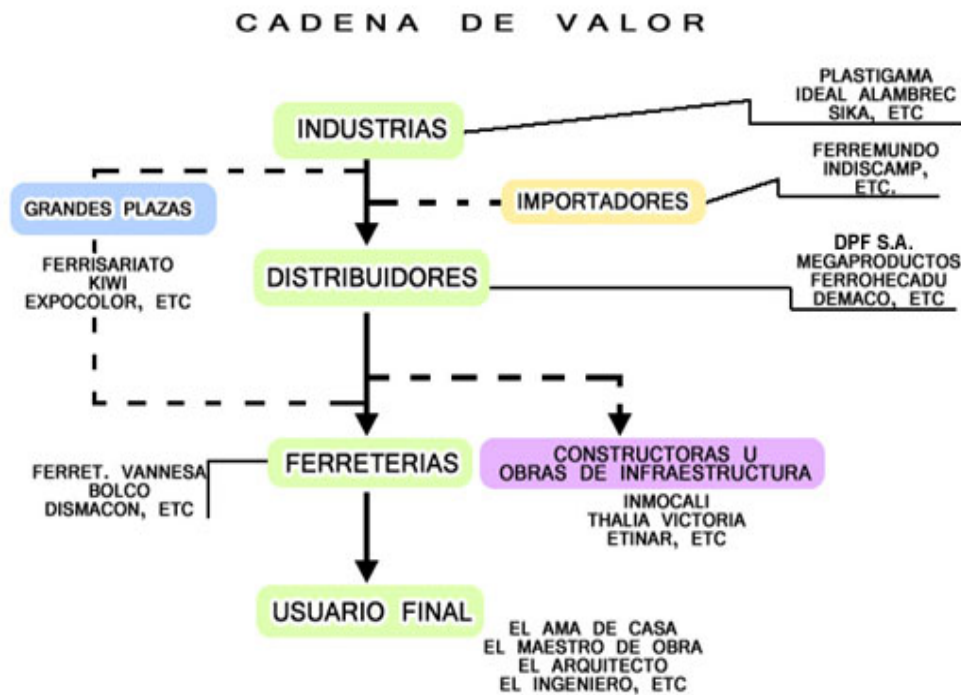 CADENA DE VALOR
PLASTIGAMA
IDEAL ALAMBREC
SIKA, ETC
INDUSTRIAS
FERREMUNDO
INDISCAMP,
ETC.
GRANDES PLAZAS
IMPORTADORES
FERRISARIATO
KIWI
EXPOCOLOR, ETC
DISTRIBUIDORES
DPF S.A.
MEGAPRODUCTOS
FERROHECADU
DEMACO, ETC
FERRETERIAS
CONSTRUCTORAS U
OBRAS DE INFRAESTRUCTURA
FERRET. VANNESA
BOLCO
DISMACON, ETC
INMOCALI
THALIA VICTORIA
ETINAR, ETC
USUARIO FINAL
EL AMA DE CASA
EL MAESTRO DE OBRA
EL ARQUITECTO
EL INGENIERO, ETC